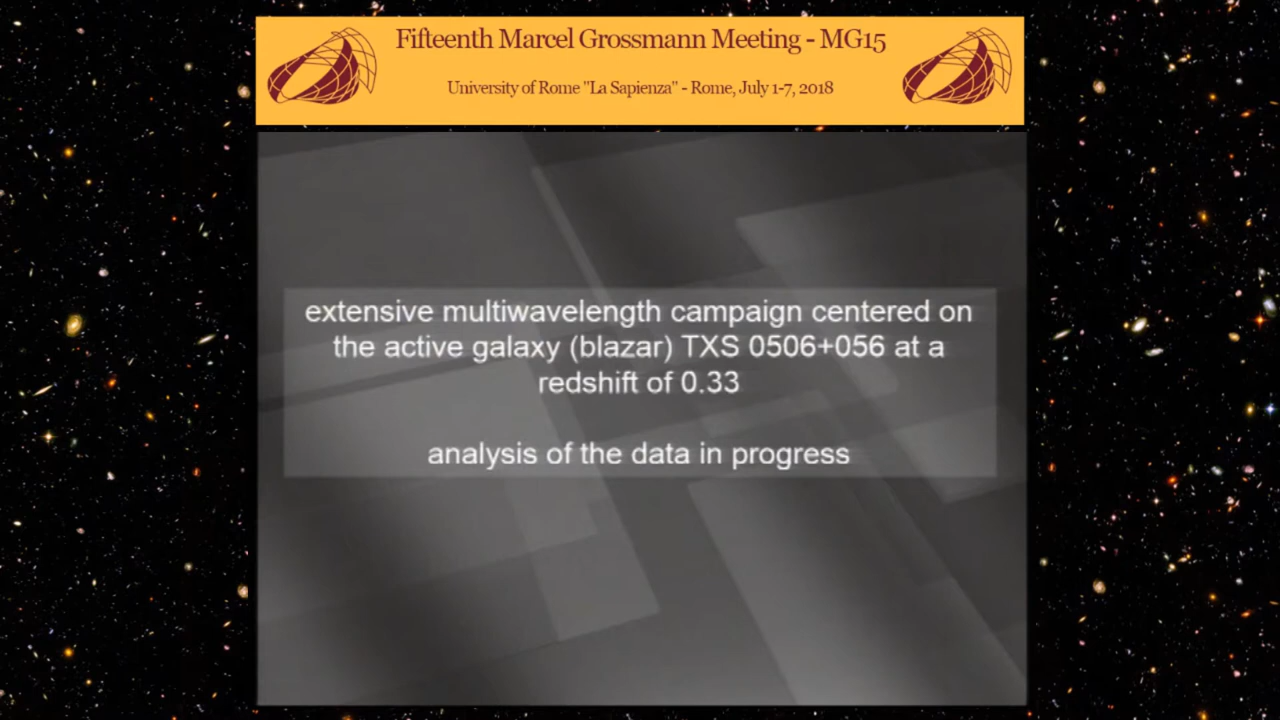 Fifteenth Marcel Grossmann Meeting - MG15
University of Rome "La Sapienza" - Rome, July 1-7, 2018
extensive multiwavelength campaign centered on
the active galaxy (blazar) TXS 0506+056 at a
redshift of 0.33
analysis of the data in progress